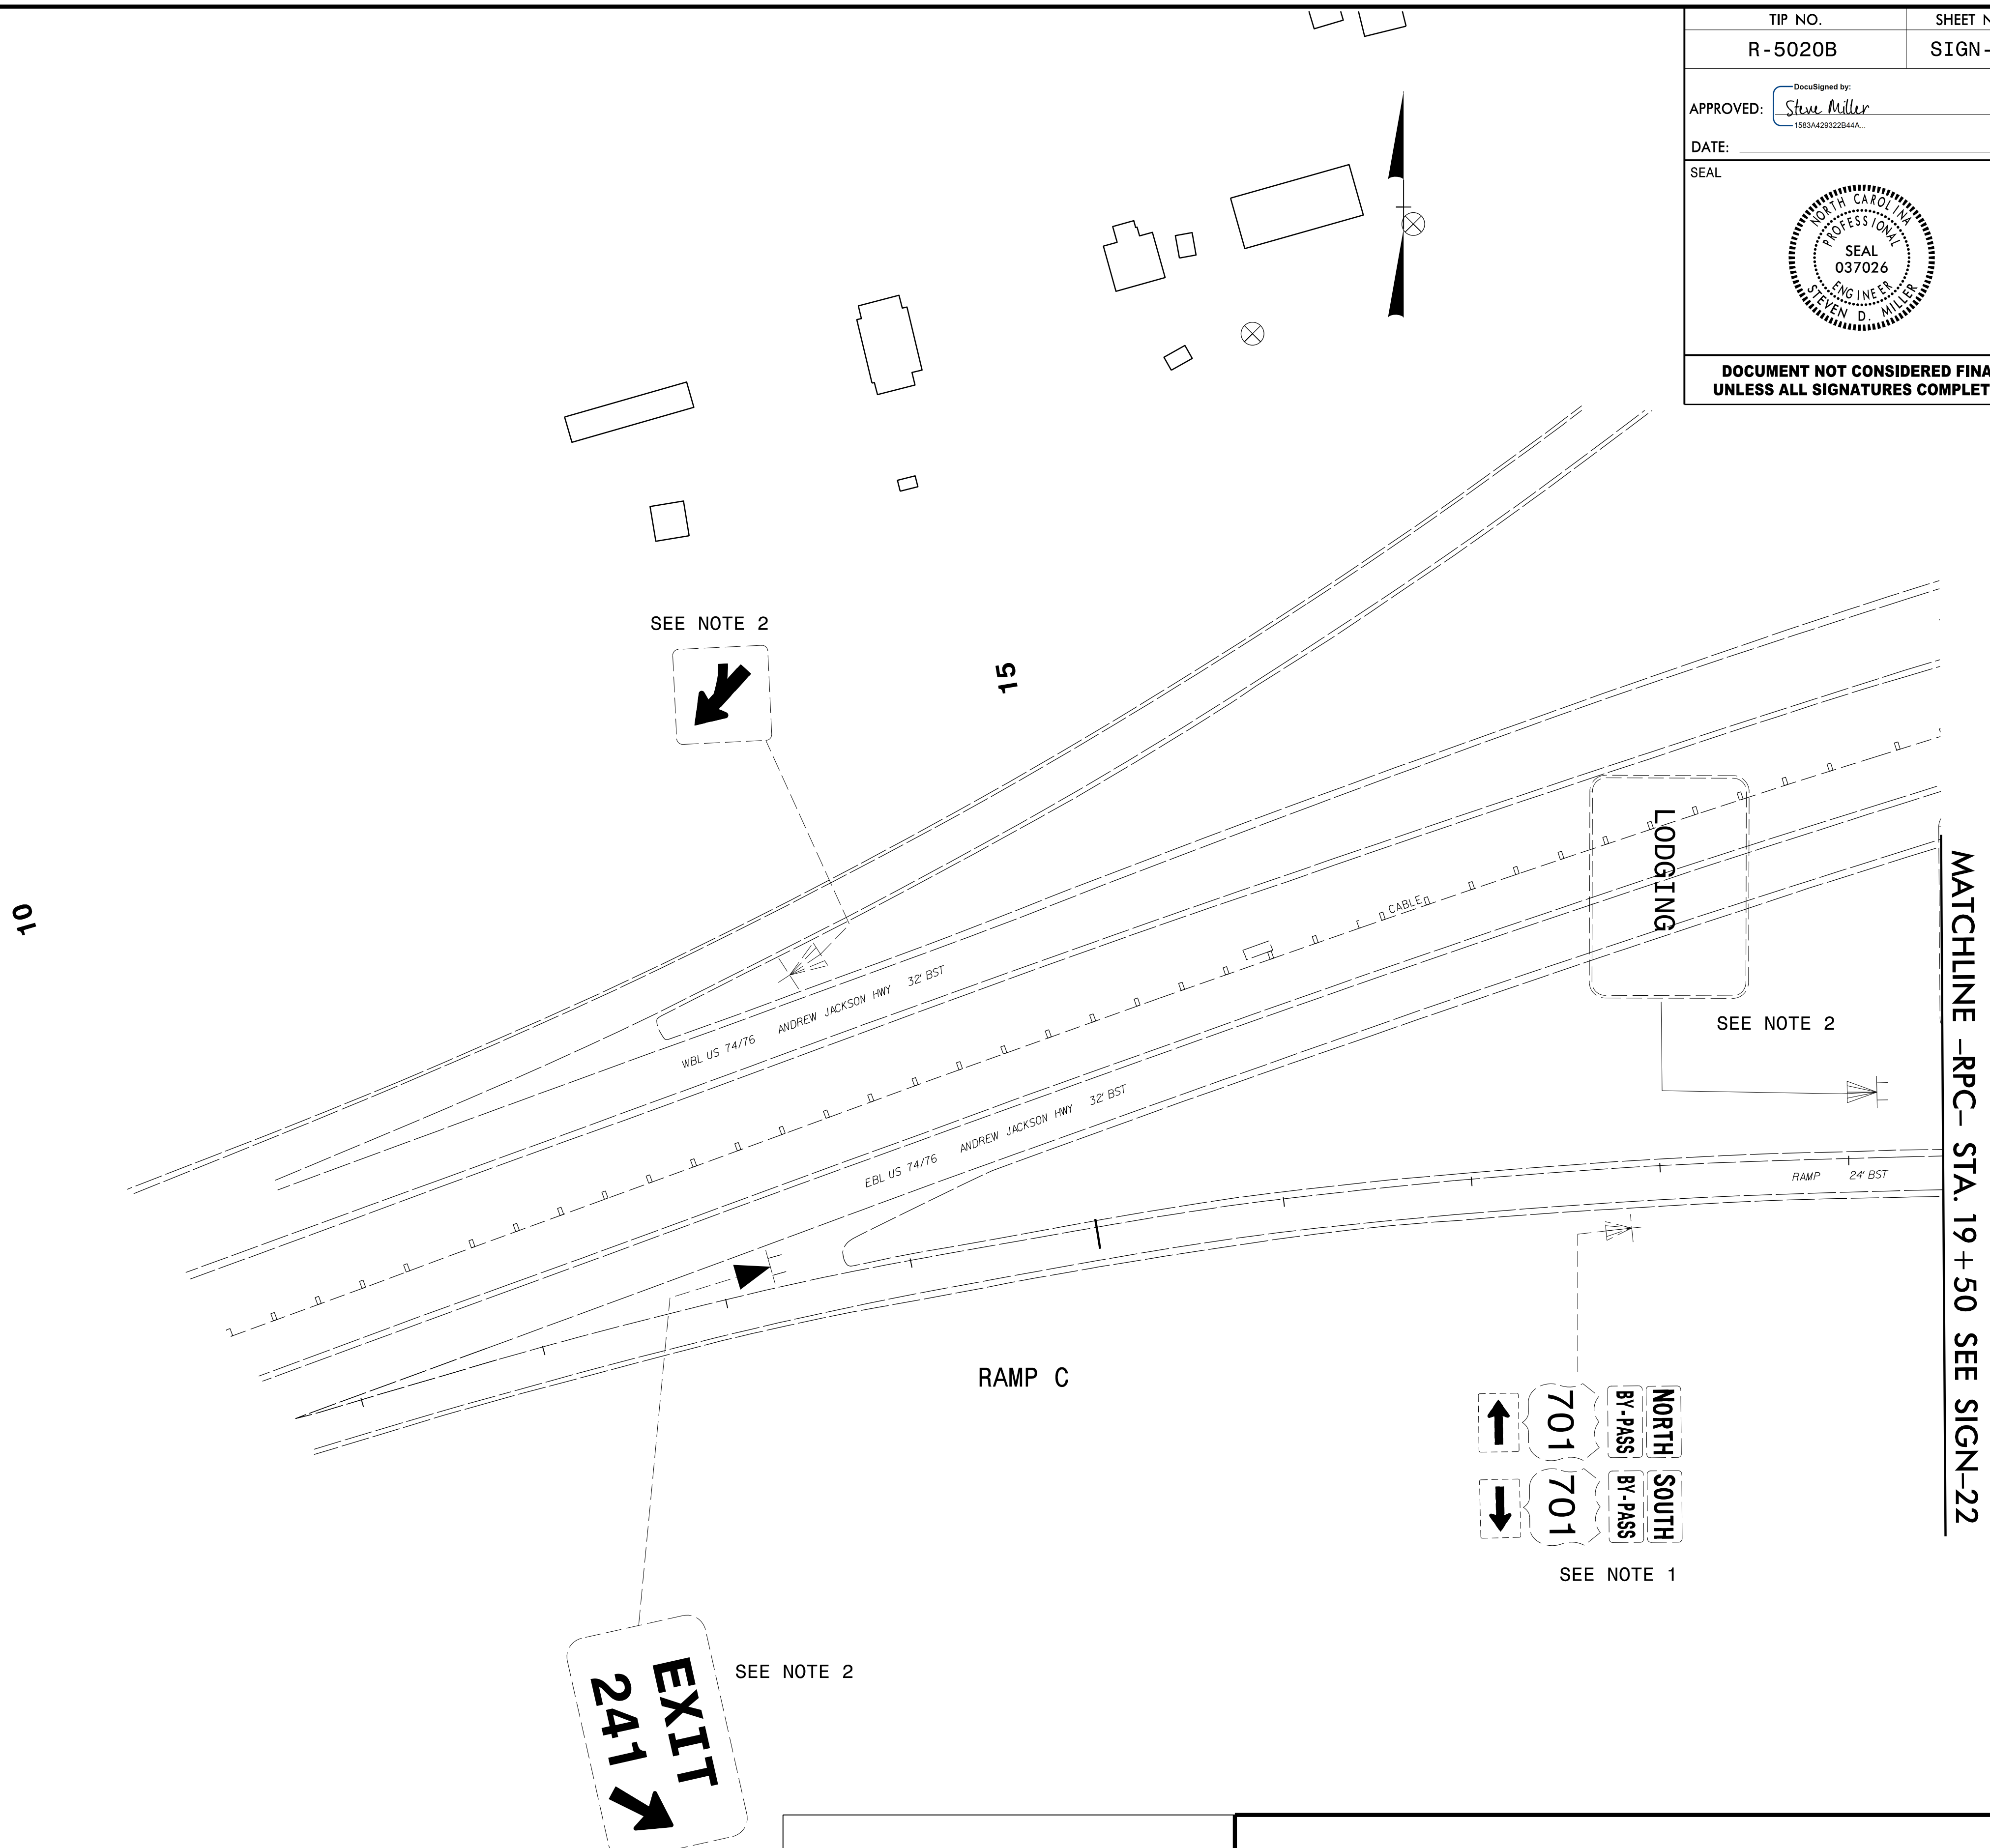 TIP NO.
SHEET N
R-5020B
SIGN-
DocuSigned by:
APPROVED:
Steve Miller
1583A429322B44A...
DATE:
SEAL
NORTH CAROLINA
PROFESSIONAL
SEAL
037026
ENGINEER
STEVEN D. MILLER
DOCUMENT NOT CONSIDERED FINA
UNLESS ALL SIGNATURES COMPLET
SEE NOTE 2
15
10
LODGING
CABLE
WBL US 74/76 ANDREW JACKSON HWY 32' BST
SEE NOTE 2
EBL US 74/76 ANDREW JACKSON HWY 32' BST
RAMP 24' BST
MATCHLINE -RPC- STA. 19+50 SEE SIGN-22
RAMP C
NORTH
BY-PASS
701
SOUTH
BY-PASS
701
SEE NOTE 1
EXIT
241
SEE NOTE 2